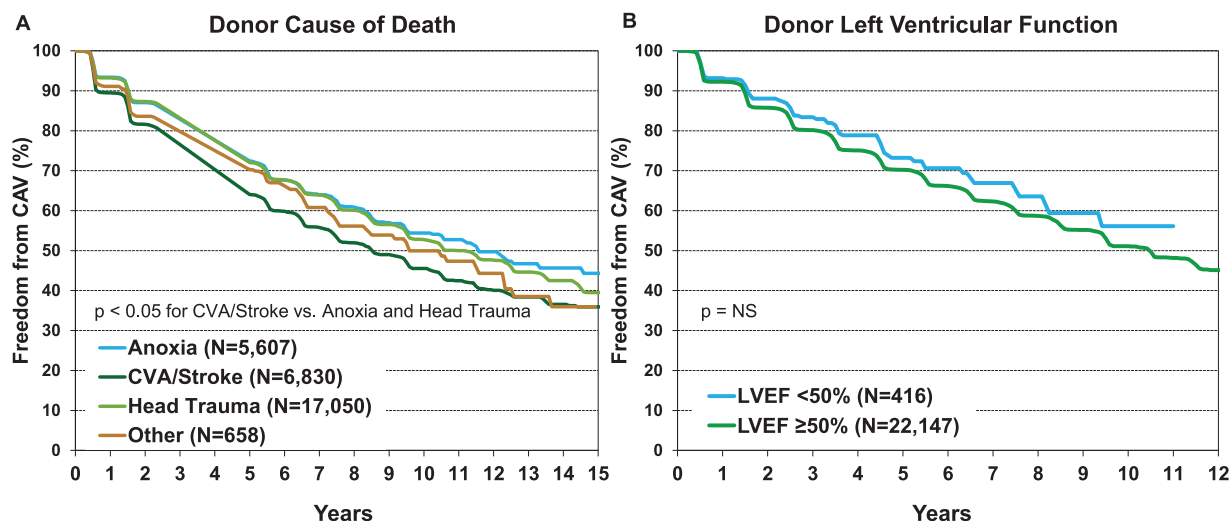 A
Donor Cause of Death
Freedom from CAV (%)
100
90
80
70
60
50
40
30
20
10
0
p < 0.05 for CVA/Stroke vs. Anoxia and Head Trauma
Anoxia (N=5,607)
CVA/Stroke (N=6,830)
Head Trauma (N=17,050)
Other (N=658)
0 1 2 3 4 5 6 7 8 9 10 11 12 13 14 15
Years
B
Donor Left Ventricular Function
Freedom from CAV (%)
100
90
80
70
60
50
40
30
20
10
0
p = NS
LVEF <50% (N=416)
LVEF ≥50% (N=22,147)
0 1 2 3 4 5 6 7 8 9 10 11 12
Years